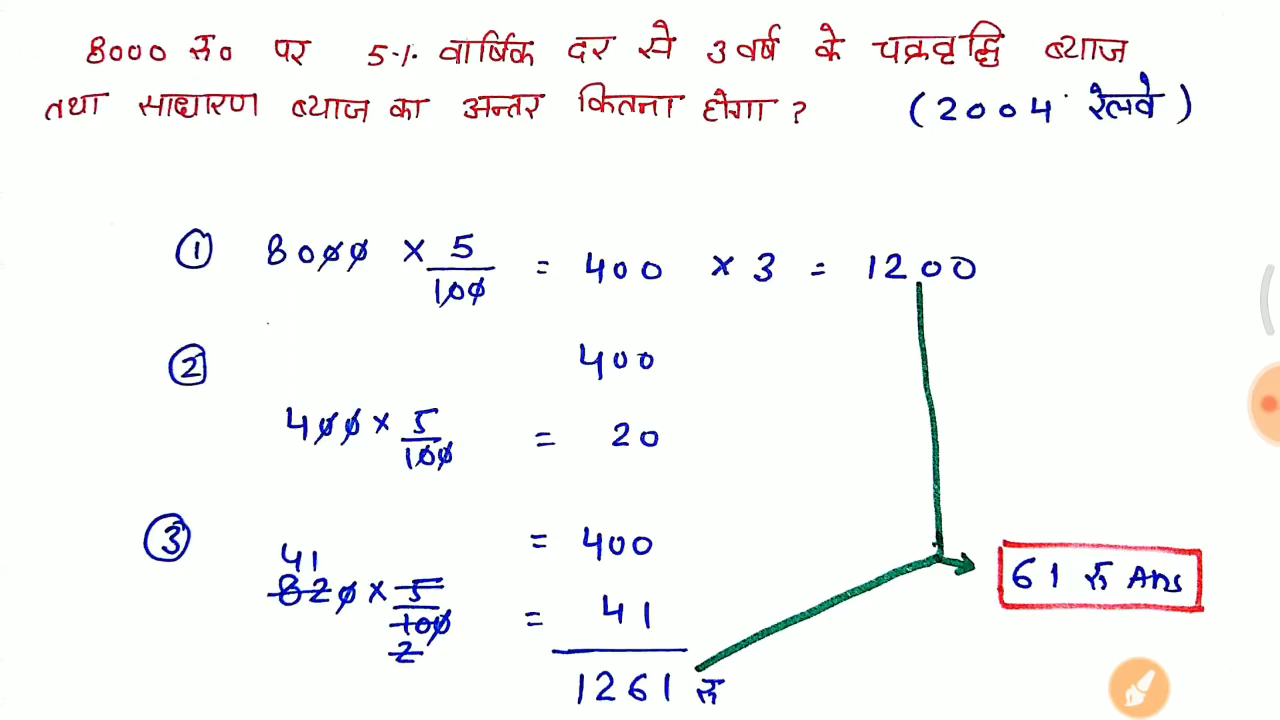 8000 रु० पर 5% वार्षिक दर से 3 वर्ष के चक्रवृद्धि ब्याज
तथा साधारण ब्याज का अन्तर कितना होगा ? (2004 रेलवे)
① 8000 × 5/100 = 400 × 3 = 1200
② 400
400 × 5/100 = 20
③ = 400
41
820 × 5/100 = 41
2
1261 रु
61 रु Ans